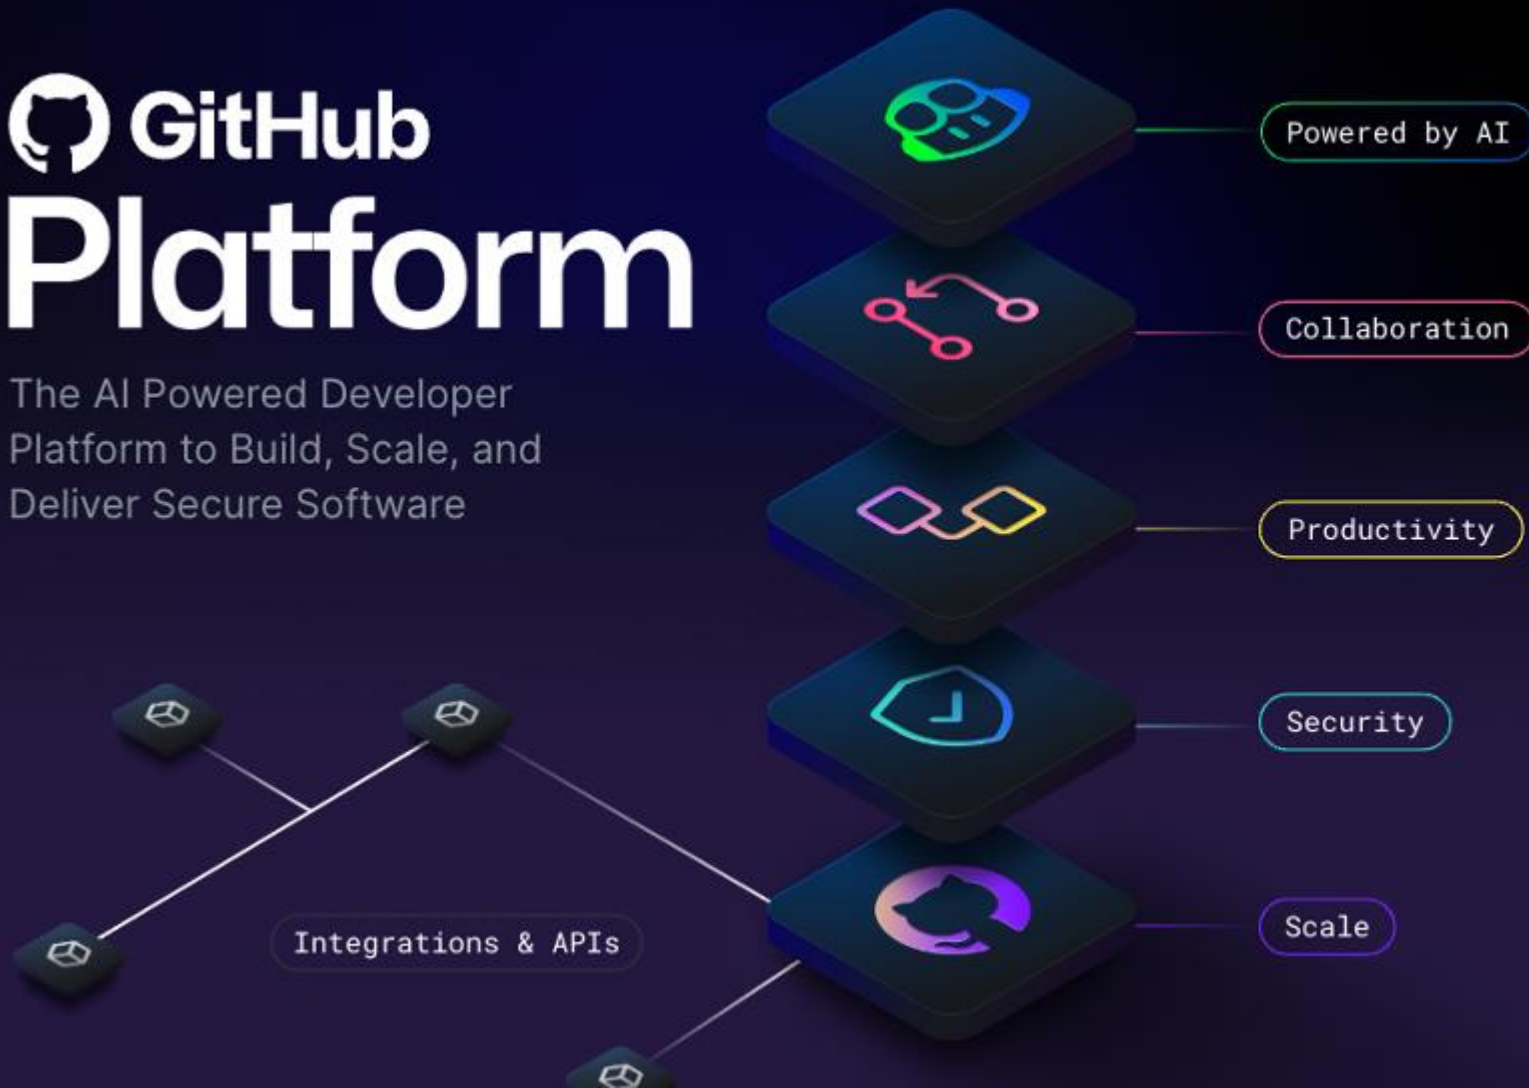 GitHub
Platform
The AI Powered Developer
Platform to Build, Scale, and
Deliver Secure Software
Powered by AI
Collaboration
Productivity
Security
Scale
Integrations & APIs